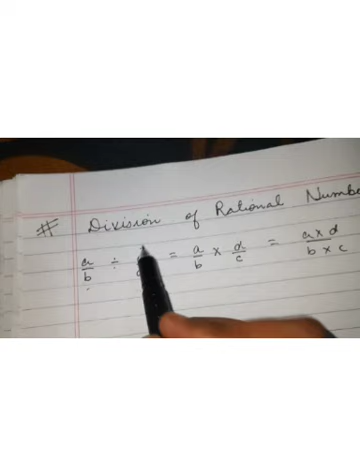 # Division of Rational Numbe
a/b ÷ = a/b × d/c = a×d/b×c